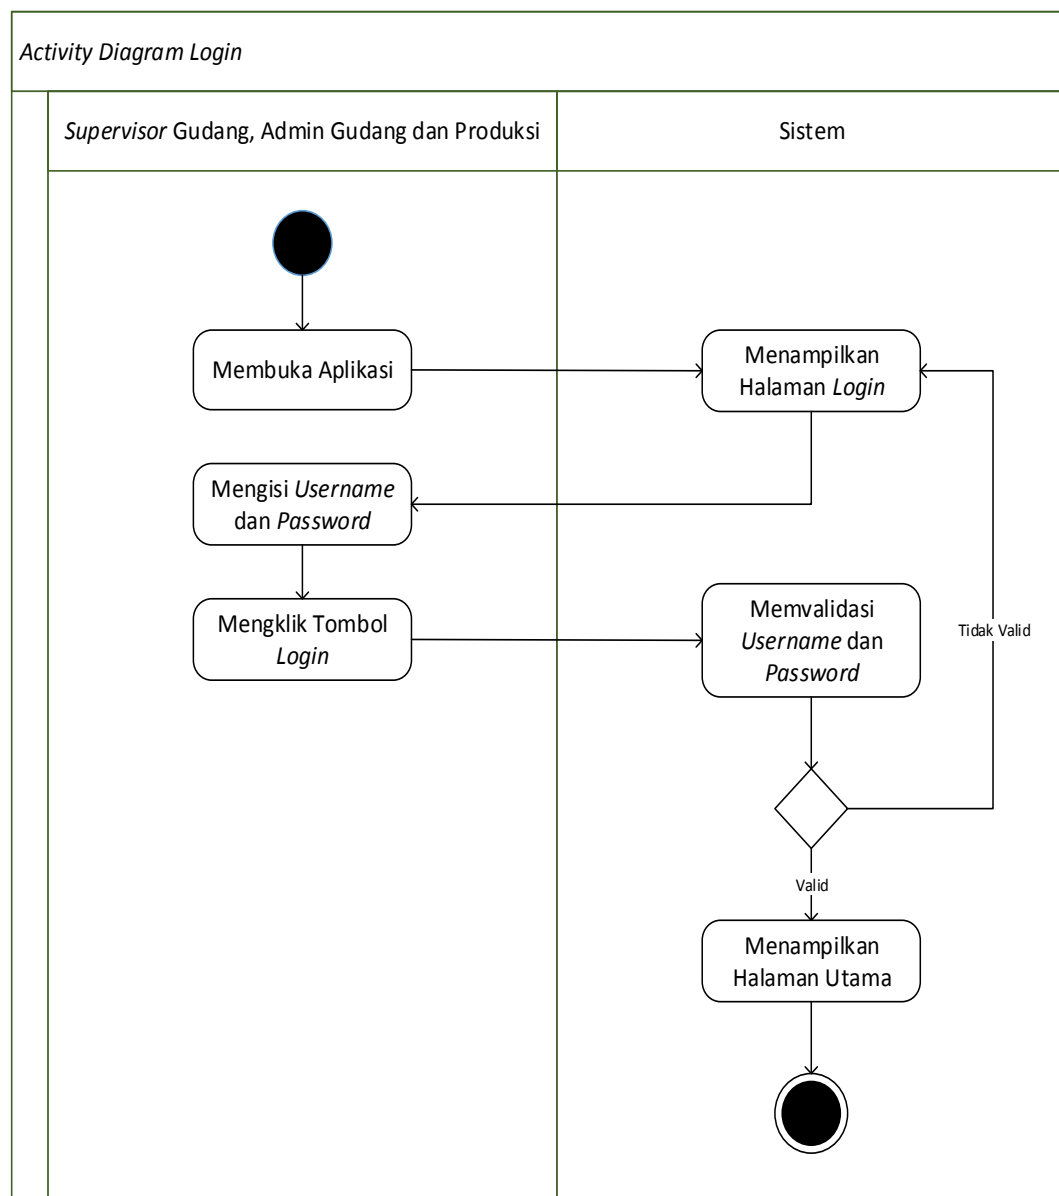 Activity Diagram Login
Supervisor Gudang, Admin Gudang dan Produksi
Sistem
Membuka Aplikasi
Menampilkan
Halaman Login
Mengisi Username
dan Password
Mengklik Tombol
Login
Memvalidasi
Username dan
Password
Tidak Valid
Valid
Menampilkan
Halaman Utama